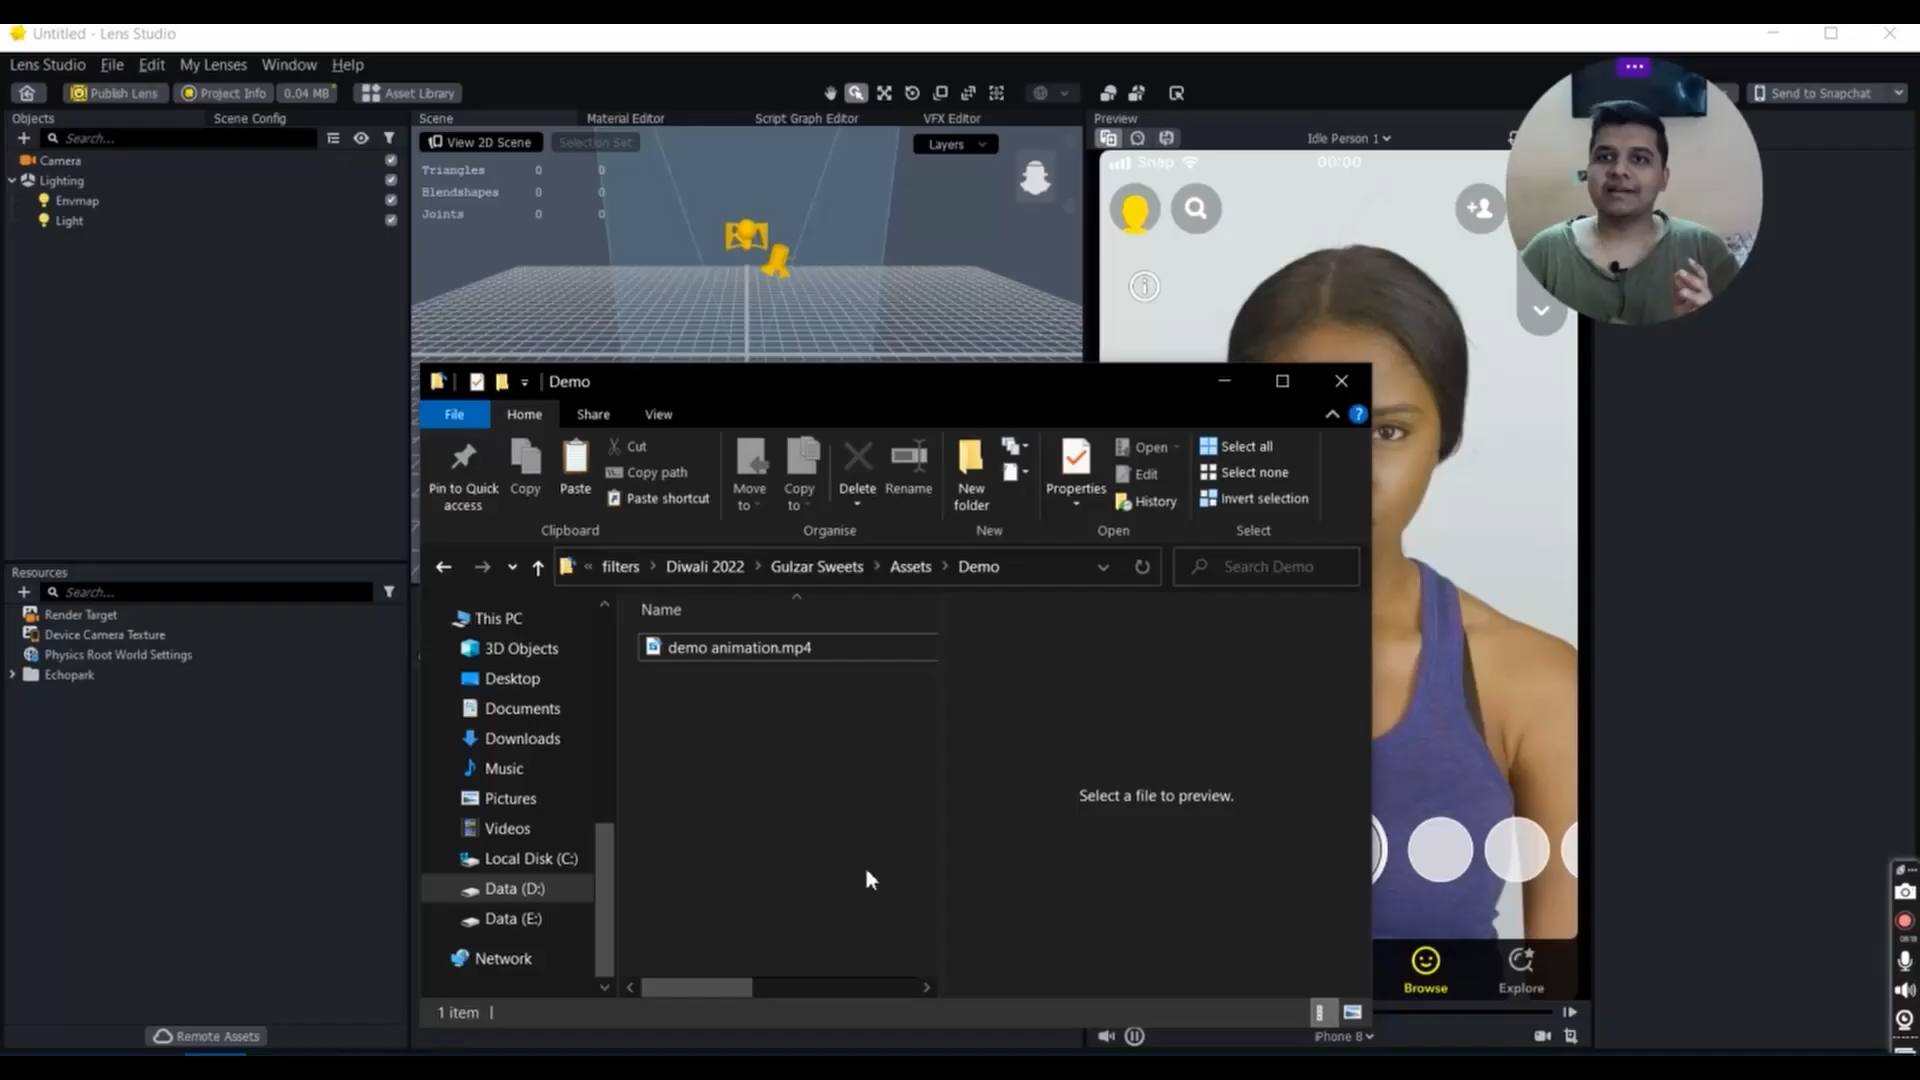 Untitled - Lens Studio
Lens Studio File Edit My Lenses Window Help
Publish Lens Project Info 0.04 MB Asset Library
Send to Snapchat
Objects Scene Config
Search...
Camera
Lighting
Envmap
Light
Scene Material Editor Script Graph Editor VFX Editor
View 2D Scene Selection Set Layers
Triangles 0 0
Blendshapes 0 0
Joints 0 0
Preview
Idle Person 1
Snap 00:00
Demo
File Home Share View
Pin to Quick access
Copy
Paste
Cut
Copy path
Paste shortcut
Clipboard
Move to
Copy to
Delete
Rename
Organise
New folder
New
Properties
Open
Edit
History
Open
Select all
Select none
Invert selection
Select
« filters > Diwali 2022 > Gulzar Sweets > Assets > Demo
Search Demo
This PC
3D Objects
Desktop
Documents
Downloads
Music
Pictures
Videos
Local Disk (C:)
Data (D:)
Data (E:)
Network
Name
demo animation.mp4
Select a file to preview.
1 item
Resources
Search...
Render Target
Device Camera Texture
Physics Root World Settings
Echopark
Remote Assets
Browse Explore
iPhone 8